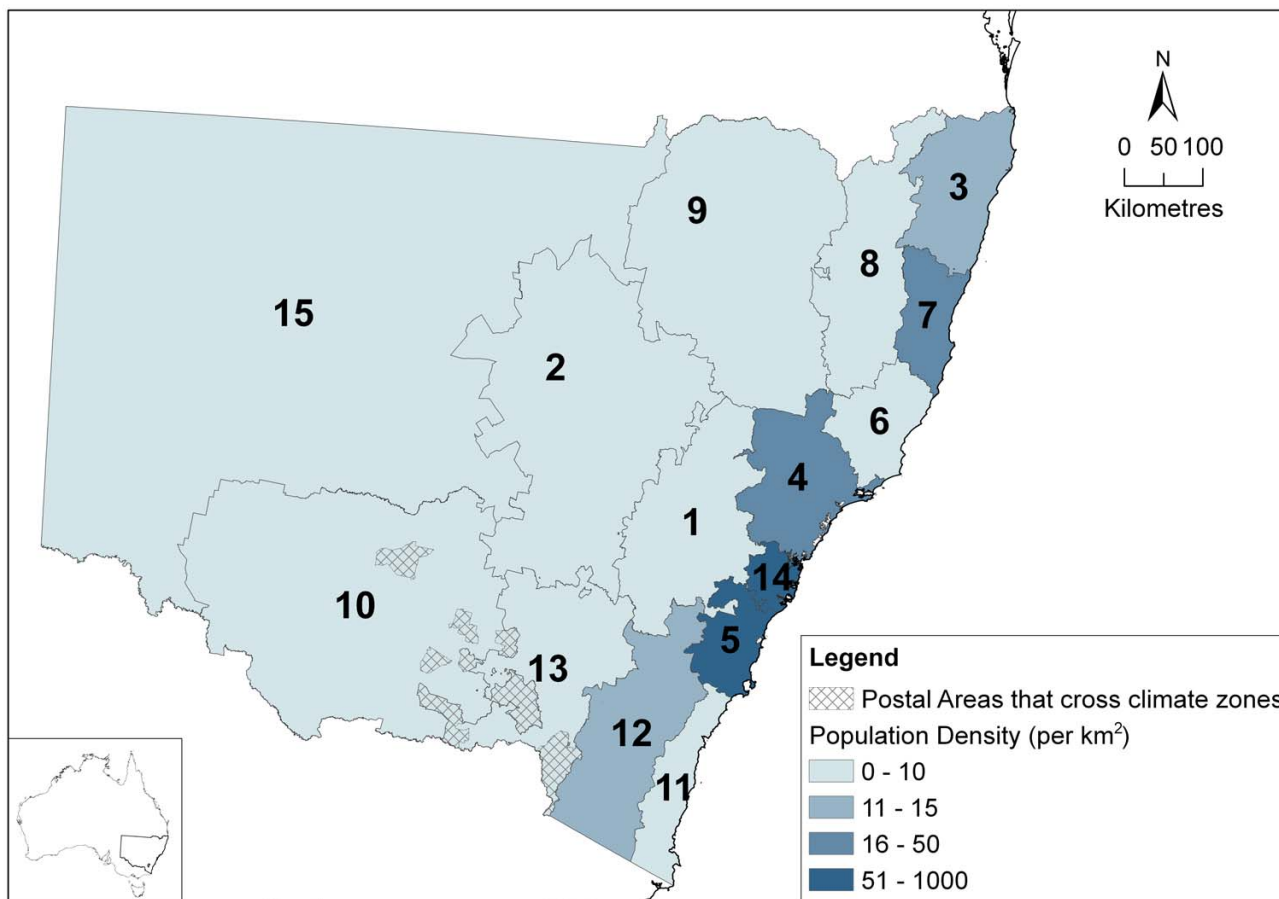 N
0 50 100
Kilometres
3
9
8
15
7
2
6
4
1
14
10
5
13
12
11
Legend
Postal Areas that cross climate zones
Population Density (per km²)
0 - 10
11 - 15
16 - 50
51 - 1000